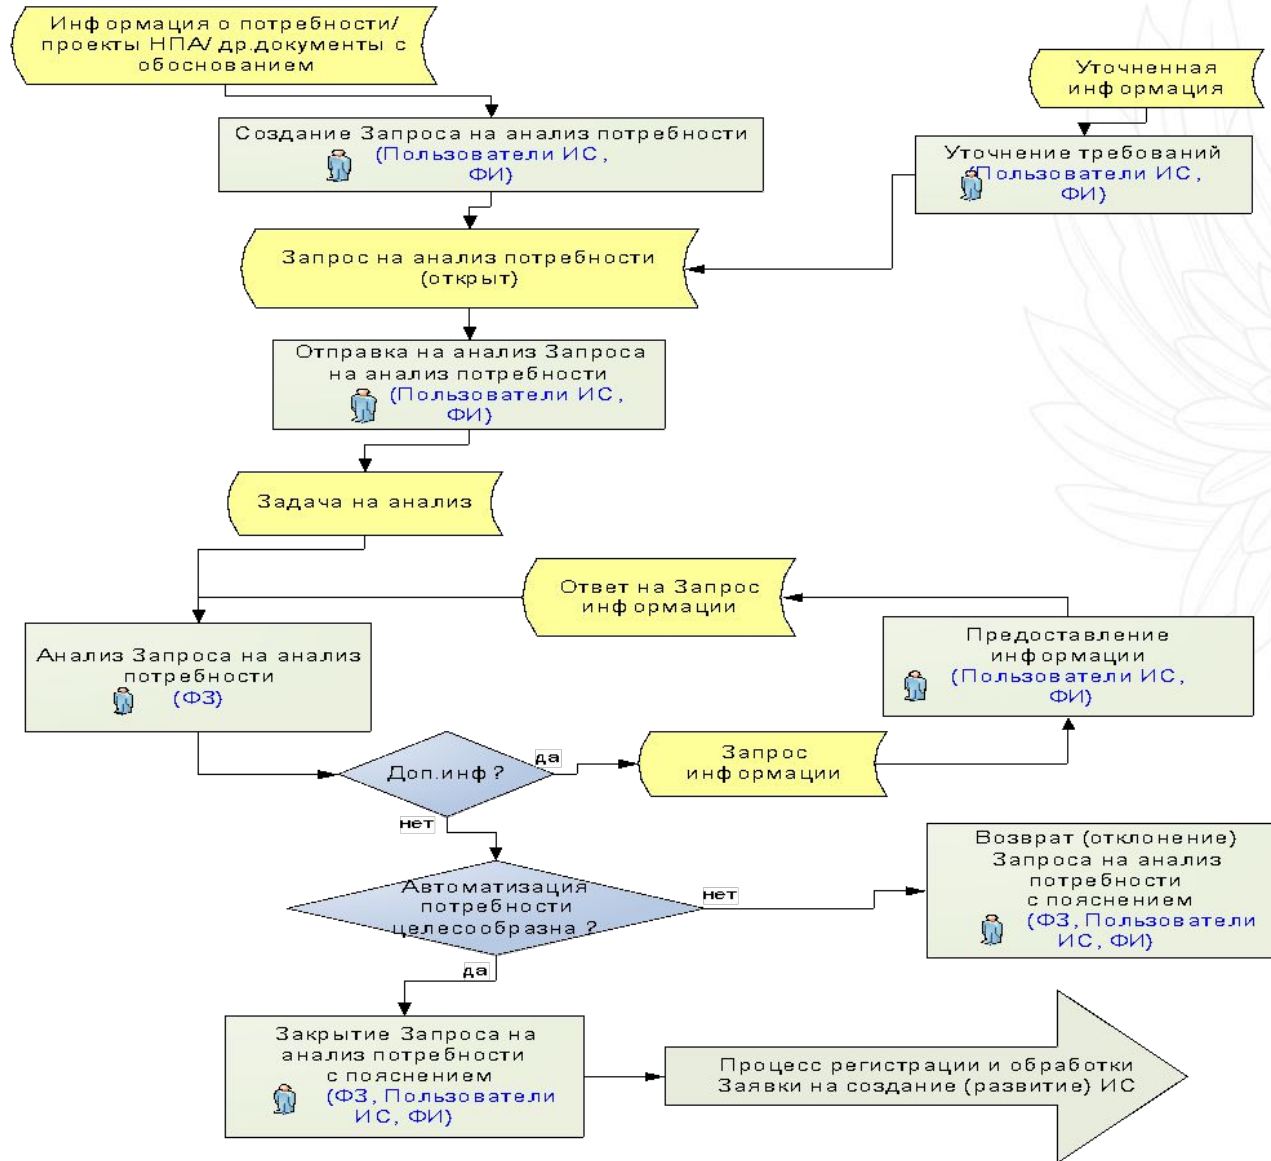 Информация о потребности/
проекты НПА/ др.документы с
обоснованием
Уточненная
информация
Создание Запроса на анализ потребности
(Пользователи ИС,
ФИ)
Уточнение требований
(Пользователи ИС,
ФИ)
Запрос на анализ потребности
(открыт)
Отправка на анализ Запроса
на анализ потребности
(Пользователи ИС,
ФИ)
Задача на анализ
Ответ на Запрос
информации
Предоставление
информации
(Пользователи ИС,
ФИ)
Анализ Запроса на анализ
потребности
(ФЗ)
Доп.инф?
да
Запрос
информации
нет
Автоматизация
потребности
целесообразна ?
нет
Возврат (отклонение)
Запроса на анализ
потребности
с пояснением
(ФЗ, Пользователи
ИС, ФИ)
да
Закрытие Запроса на
анализ потребности
с пояснением
(ФЗ, Пользователи
ИС, ФИ)
Процесс регистрации и обработки
Заявки на создание (развитие) ИС